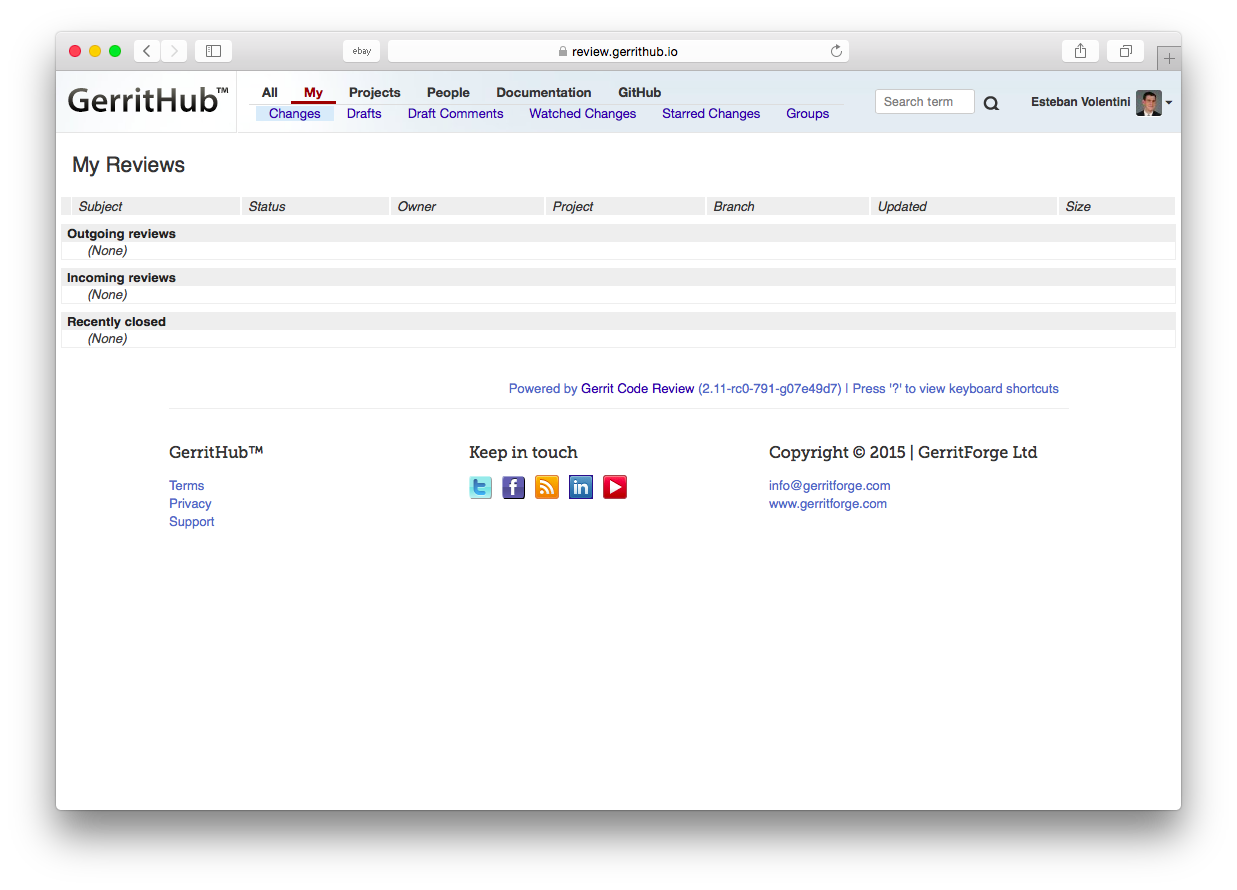 ebay
review.gerrithub.io
GerritHub™
All My Projects People Documentation GitHub
Changes Drafts Draft Comments Watched Changes Starred Changes Groups
Search term
Esteban Volentini
My Reviews
Subject Status Owner Project Branch Updated Size
Outgoing reviews
(None)
Incoming reviews
(None)
Recently closed
(None)
Powered by Gerrit Code Review (2.11-rc0-791-g07e49d7) | Press '?' to view keyboard shortcuts
GerritHub™
Terms
Privacy
Support
Keep in touch
Copyright © 2015 | GerritForge Ltd
info@gerritforge.com
www.gerritforge.com